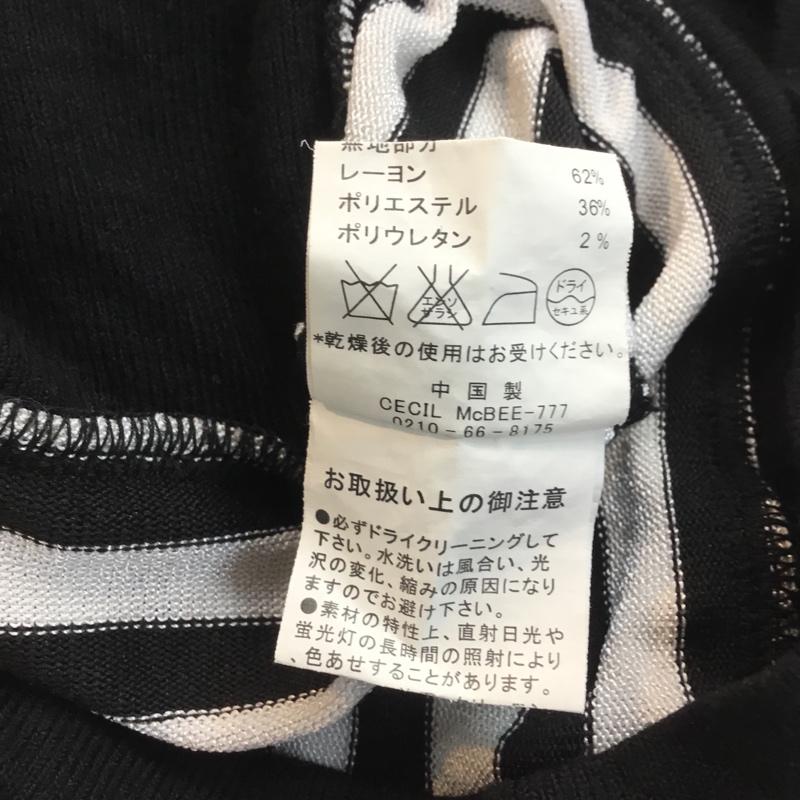 無地部分
レーヨン 62%
ポリエステル 36%
ポリウレタン 2%
エンソ
サラシ
ドライ
セキユ系
*乾燥後の使用はお受けください。
中国製
CECIL McBEE-777
0210-66-8175
お取扱い上の御注意
●必ずドライクリーニングして
下さい。水洗いは風合い、光
沢の変化、縮みの原因になり
ますのでお避け下さい。
●素材の特性上、直射日光や
蛍光灯の長時間の照射により
、色あせすることがあります。